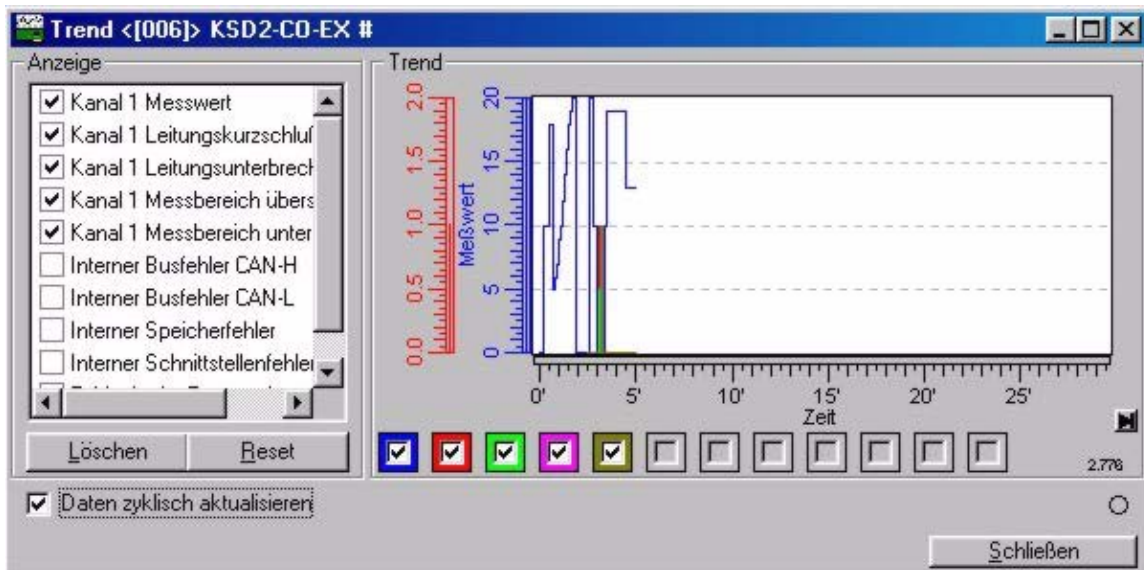 Trend <[006]> KSD2-CO-EX #
Anzeige
Kanal 1 Messwert
Kanal 1 Leitungskurzschluß
Kanal 1 Leitungsunterbrech
Kanal 1 Messbereich übers
Kanal 1 Messbereich unter
Interner Busfehler CAN-H
Interner Busfehler CAN-L
Interner Speicherfehler
Interner Schnittstellenfehler
Löschen
Reset
Trend
2.0
1.5
1.0
0.5
0.0
Meßwert
20
15
10
5
0
0'
5'
10'
15'
20'
25'
Zeit
2.776
Daten zyklisch aktualisieren
Schließen